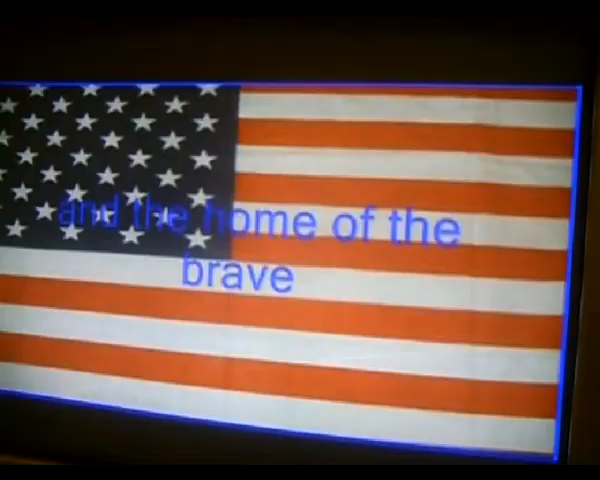 and the home of the
brave